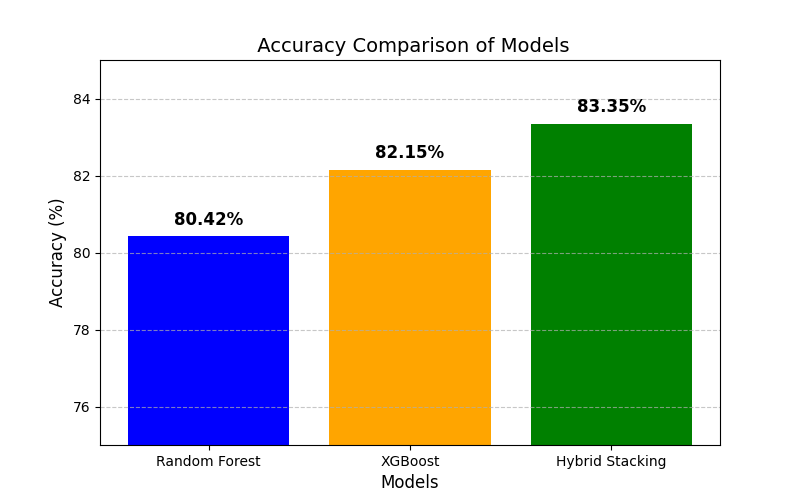 Accuracy Comparison of Models
Accuracy (%)
84
82
80
78
76
80.42%
82.15%
83.35%
Random Forest
XGBoost
Hybrid Stacking
Models